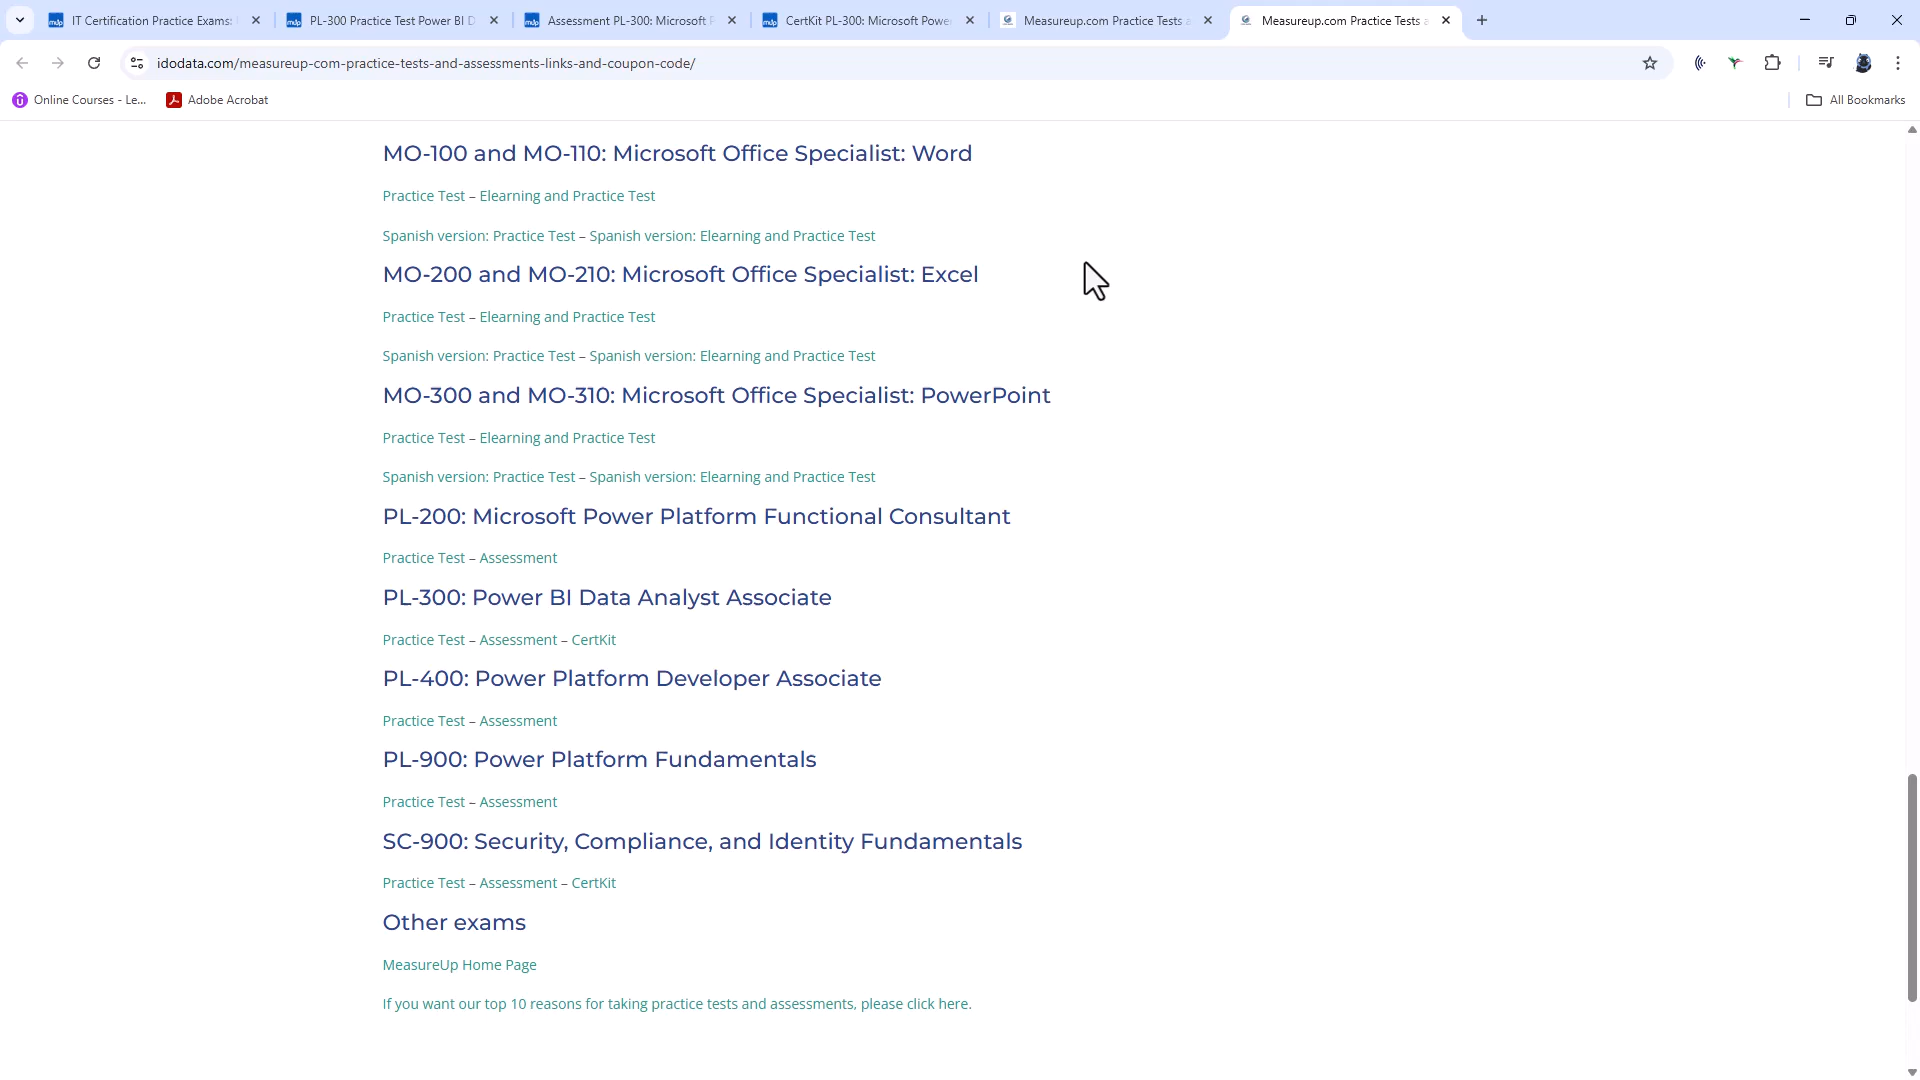 IT Certification Practice Exams:
PL-300 Practice Test Power BI D
Assessment PL-300: Microsoft P
CertKit PL-300: Microsoft Powe
Measureup.com Practice Tests a
Measureup.com Practice Tests a
idodata.com/measureup-com-practice-tests-and-assessments-links-and-coupon-code/
Online Courses - Le...
Adobe Acrobat
All Bookmarks
MO-100 and MO-110: Microsoft Office Specialist: Word
Practice Test – Elearning and Practice Test
Spanish version: Practice Test – Spanish version: Elearning and Practice Test
MO-200 and MO-210: Microsoft Office Specialist: Excel
Practice Test – Elearning and Practice Test
Spanish version: Practice Test – Spanish version: Elearning and Practice Test
MO-300 and MO-310: Microsoft Office Specialist: PowerPoint
Practice Test – Elearning and Practice Test
Spanish version: Practice Test – Spanish version: Elearning and Practice Test
PL-200: Microsoft Power Platform Functional Consultant
Practice Test – Assessment
PL-300: Power BI Data Analyst Associate
Practice Test – Assessment – CertKit
PL-400: Power Platform Developer Associate
Practice Test – Assessment
PL-900: Power Platform Fundamentals
Practice Test – Assessment
SC-900: Security, Compliance, and Identity Fundamentals
Practice Test – Assessment – CertKit
Other exams
MeasureUp Home Page
If you want our top 10 reasons for taking practice tests and assessments, please click here.